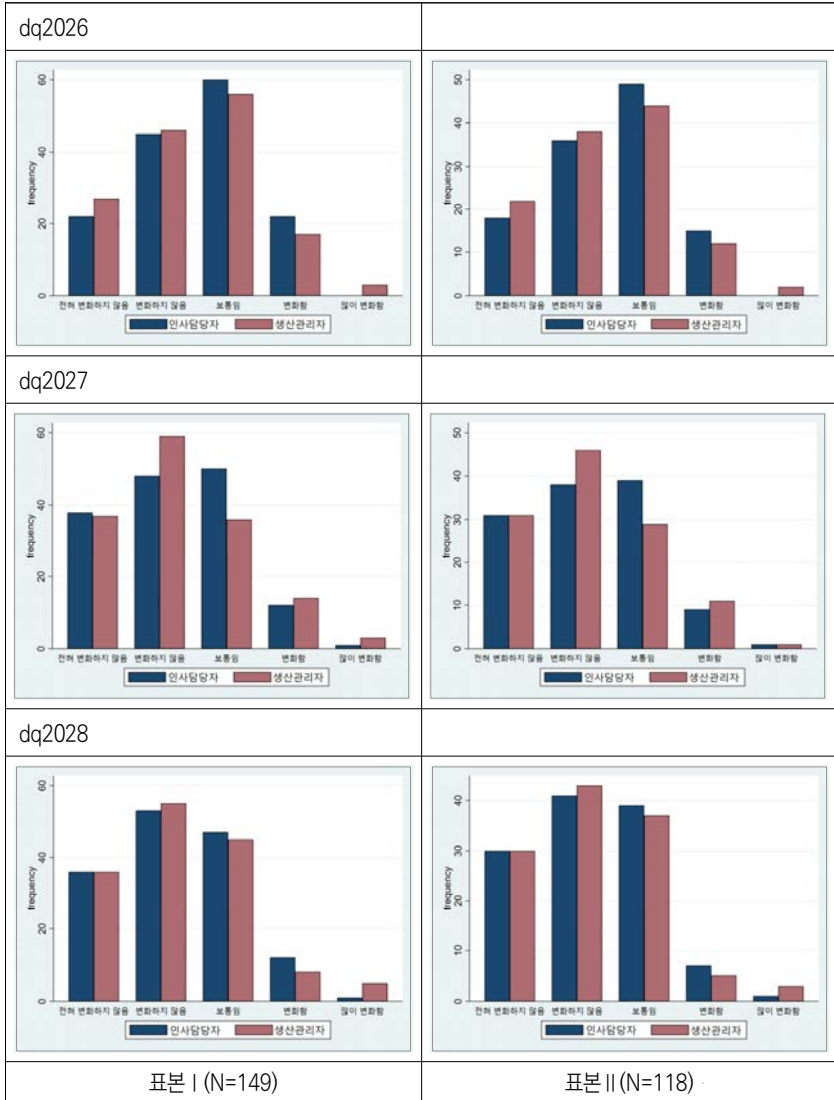 dq2026
60
40
20
0
frequency
전혀 변화하지 않음 변화하지 않음 보통임 변화함 많이 변화함
인사담당자 생산관리자
50
40
30
20
10
0
frequency
전혀 변화하지 않음 변화하지 않음 보통임 변화함 많이 변화함
인사담당자 생산관리자
dq2027
60
40
20
0
frequency
전혀 변화하지 않음 변화하지 않음 보통임 변화함 많이 변화함
인사담당자 생산관리자
50
40
30
20
10
0
frequency
전혀 변화하지 않음 변화하지 않음 보통임 변화함 많이 변화함
인사담당자 생산관리자
dq2028
60
40
20
0
frequency
전혀 변화하지 않음 변화하지 않음 보통임 변화함 많이 변화함
인사담당자 생산관리자
40
30
20
10
0
frequency
전혀 변화하지 않음 변화하지 않음 보통임 변화함 많이 변화함
인사담당자 생산관리자
표본Ⅰ(N=149) 표본Ⅱ(N=118)